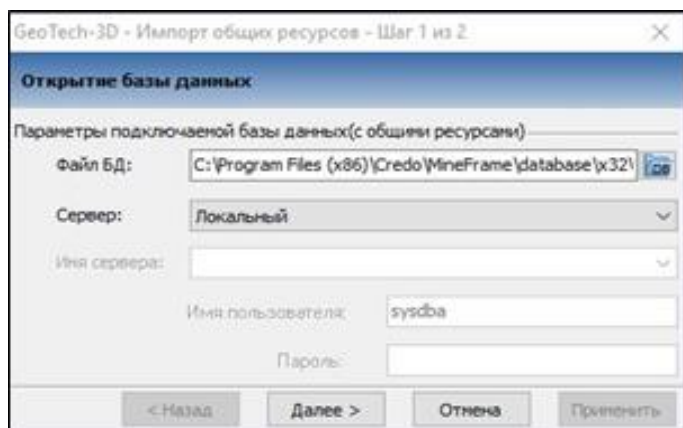 GeoTech-3D - Импорт общих ресурсов - Шаг 1 из 2
Открытие базы данных
Параметры подключаемой базы данных(с общими ресурсами)
Файл БД: C:\Program Files (x86)\Credo\MineFrame\database\x32\
Сервер: Локальный
Имя сервера:
Имя пользователя: sysdba
Пароль:
< Назад Далее > Отмена Применить